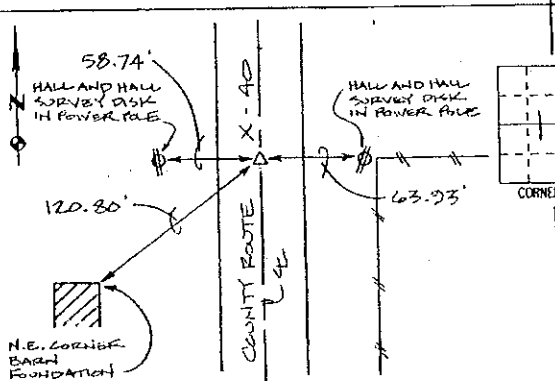 58.74'
HALL AND HALL
SURVEY DISK
IN POWER POLE
N
COUNTY ROUTE X-40
℄
HALL AND HALL
SURVEY DISK
IN POWER POLE
63.93'
120.80'
N.E. CORNER
BARN
FOUNDATION
CORNER